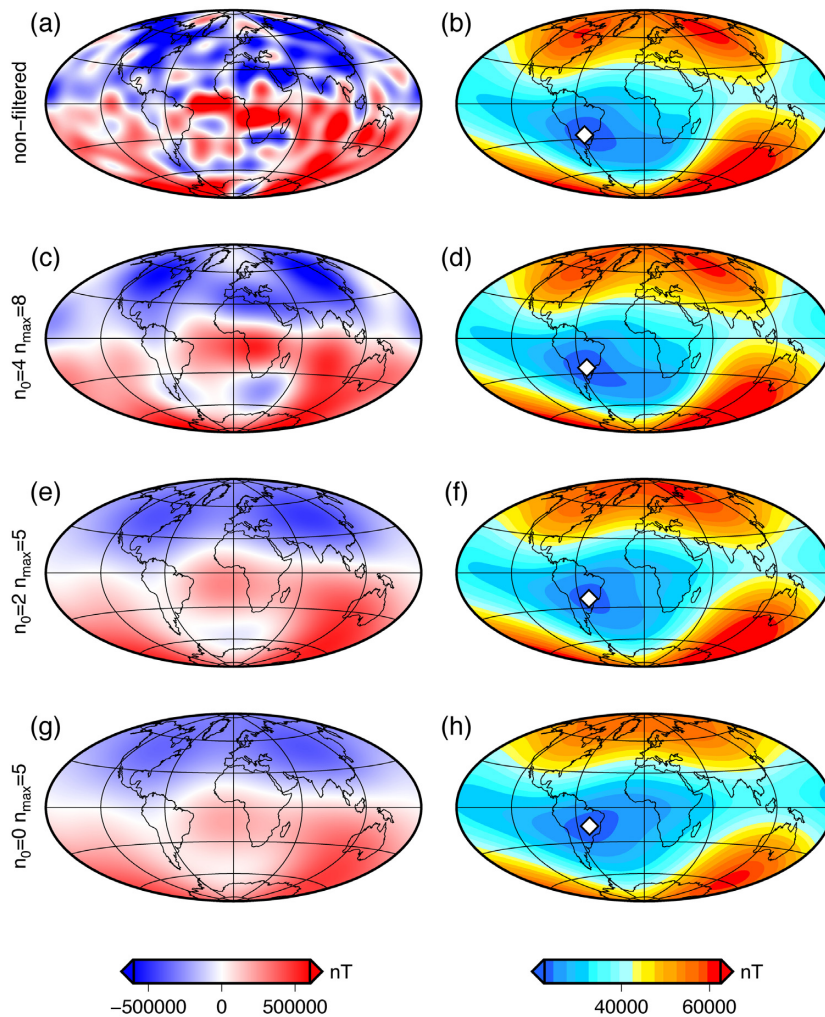 (a)
(b)
non-filtered
(c)
(d)
n₀=4 nmax=8
(e)
(f)
n₀=2 nmax=5
(g)
(h)
n₀=0 nmax=5
nT
−500000 0 500000
nT
40000 60000